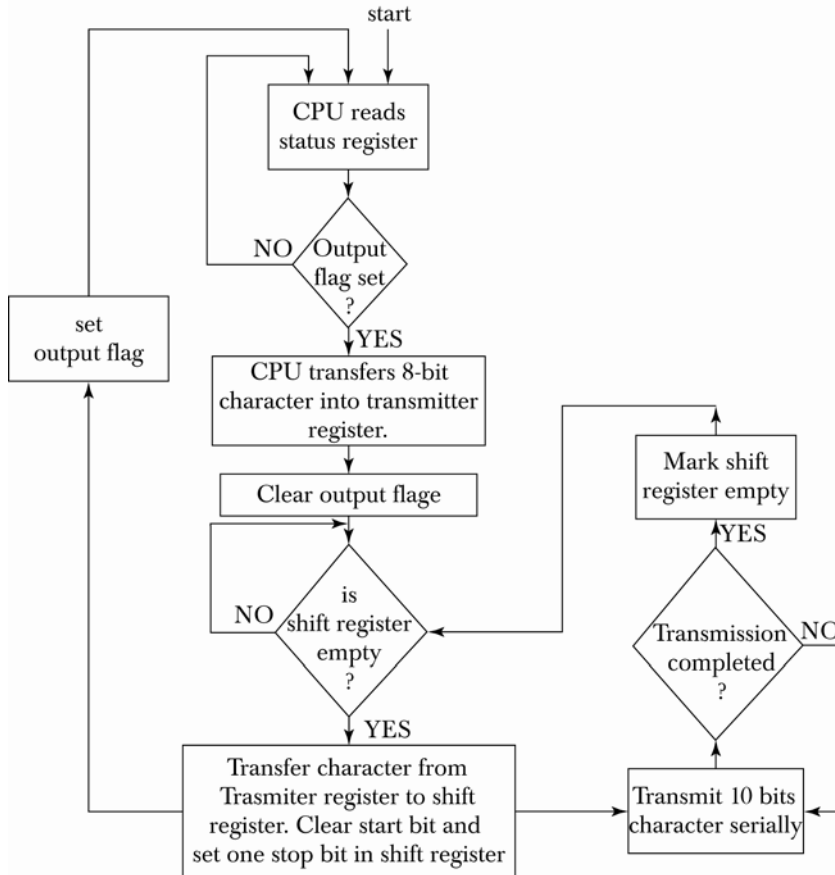 start
CPU reads
status register
NO
Output
flag set
?
YES
set
output flag
CPU transfers 8-bit
character into transmitter
register.
Clear output flage
NO
is
shift register
empty
?
YES
Transfer character from
Trasmiter register to shift
register. Clear start bit and
set one stop bit in shift register
Mark shift
register empty
YES
Transmission
completed
?
NO
Transmit 10 bits
character serially